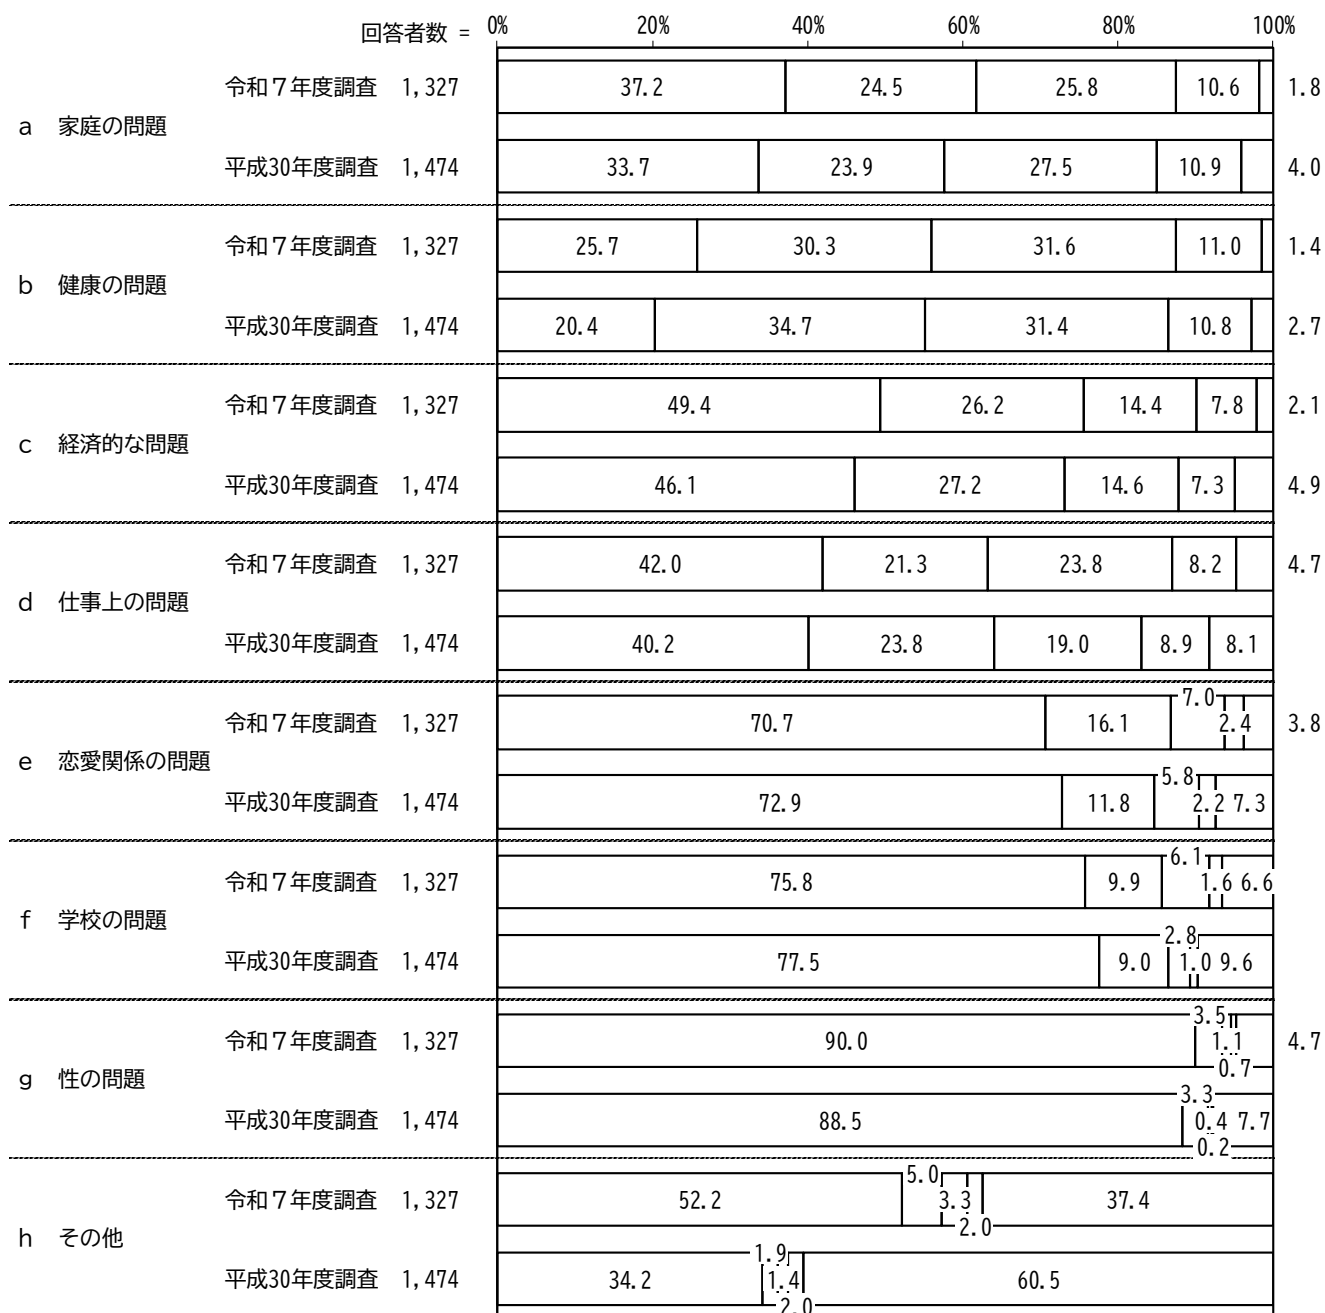 回答者数 = 0% 20% 40% 60% 80% 100%
令和７年度調査 1,327 37.2 24.5 25.8 10.6 1.8
a 家庭の問題
平成30年度調査 1,474 33.7 23.9 27.5 10.9 4.0
令和７年度調査 1,327 25.7 30.3 31.6 11.0 1.4
b 健康の問題
平成30年度調査 1,474 20.4 34.7 31.4 10.8 2.7
令和７年度調査 1,327 49.4 26.2 14.4 7.8 2.1
c 経済的な問題
平成30年度調査 1,474 46.1 27.2 14.6 7.3 4.9
令和７年度調査 1,327 42.0 21.3 23.8 8.2 4.7
d 仕事上の問題
平成30年度調査 1,474 40.2 23.8 19.0 8.9 8.1
令和７年度調査 1,327 70.7 16.1 7.0 2.4 3.8
e 恋愛関係の問題
平成30年度調査 1,474 72.9 11.8 5.8 2.2 7.3
令和７年度調査 1,327 75.8 9.9 6.1 1.6 6.6
f 学校の問題
平成30年度調査 1,474 77.5 9.0 2.8 1.0 9.6
令和７年度調査 1,327 90.0 3.5 1.1 0.7 4.7
g 性の問題
平成30年度調査 1,474 88.5 3.3 0.4 0.2 7.7
令和７年度調査 1,327 52.2 5.0 3.3 2.0 37.4
h その他
平成30年度調査 1,474 34.2 1.9 1.4 2.0 60.5